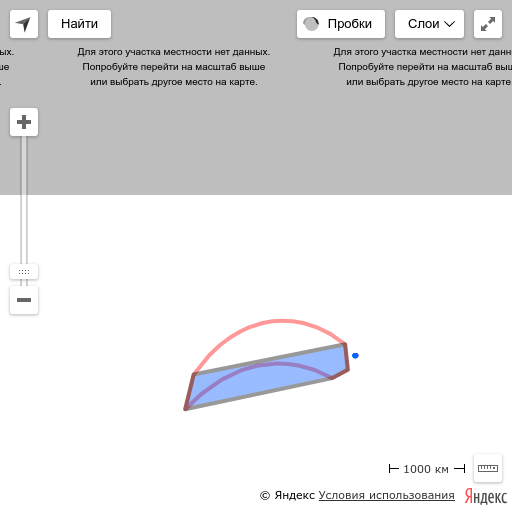 Найти
Пробки
Слои
ых.
ше
.
Для этого участка местности нет данных.
Попробуйте перейти на масштаб выше
или выбрать другое место на карте.
Для этого участка местности нет данн
Попробуйте перейти на масштаб выш
или выбрать другое место на карте
1000 км
© Яндекс Условия использования
Яндекс